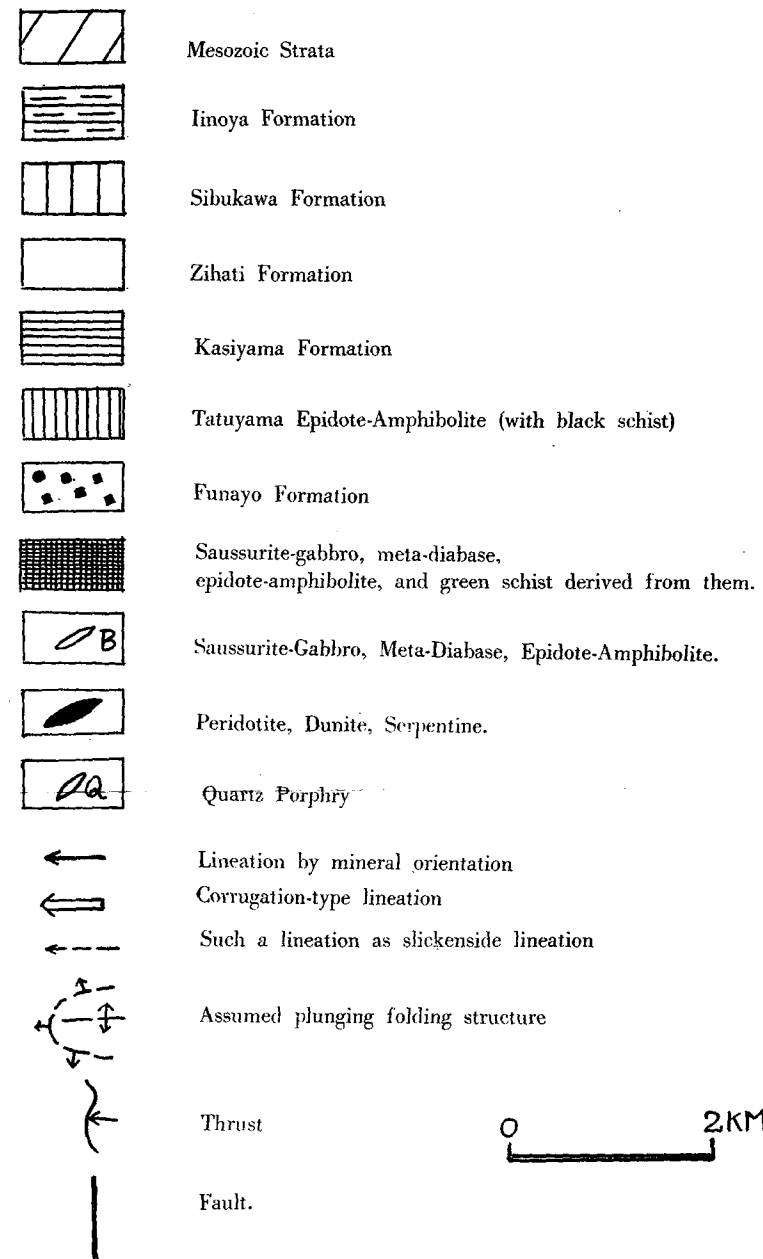 Mesozoic Strata
Iinoya Formation
Sibukawa Formation
Zihati Formation
Kasiyama Formation
Tatuyama Epidote-Amphibolite (with black schist)
Funayo Formation
Saussurite-gabbro, meta-diabase,
epidote-amphibolite, and green schist derived from them.
B
Saussurite-Gabbro, Meta-Diabase, Epidote-Amphibolite.
Peridotite, Dunite, Serpentine.
Q
Quartz Porphry
Lineation by mineral orientation
Corrugation-type lineation
Such a lineation as slickenside lineation
Assumed plunging folding structure
Thrust
0 2KM
Fault.